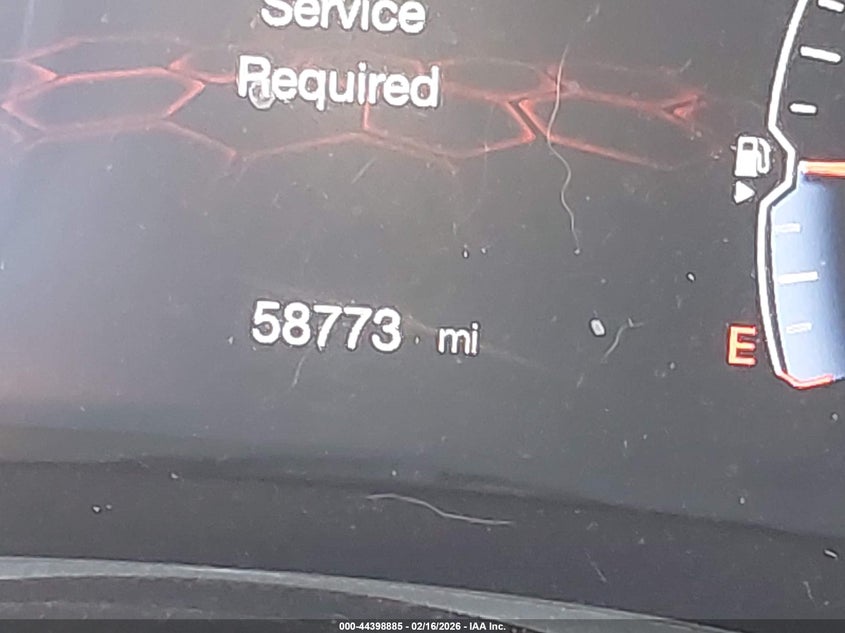 Service
Required
58773 mi
E
000-44398885 - 02/16/2026 - IAA Inc.